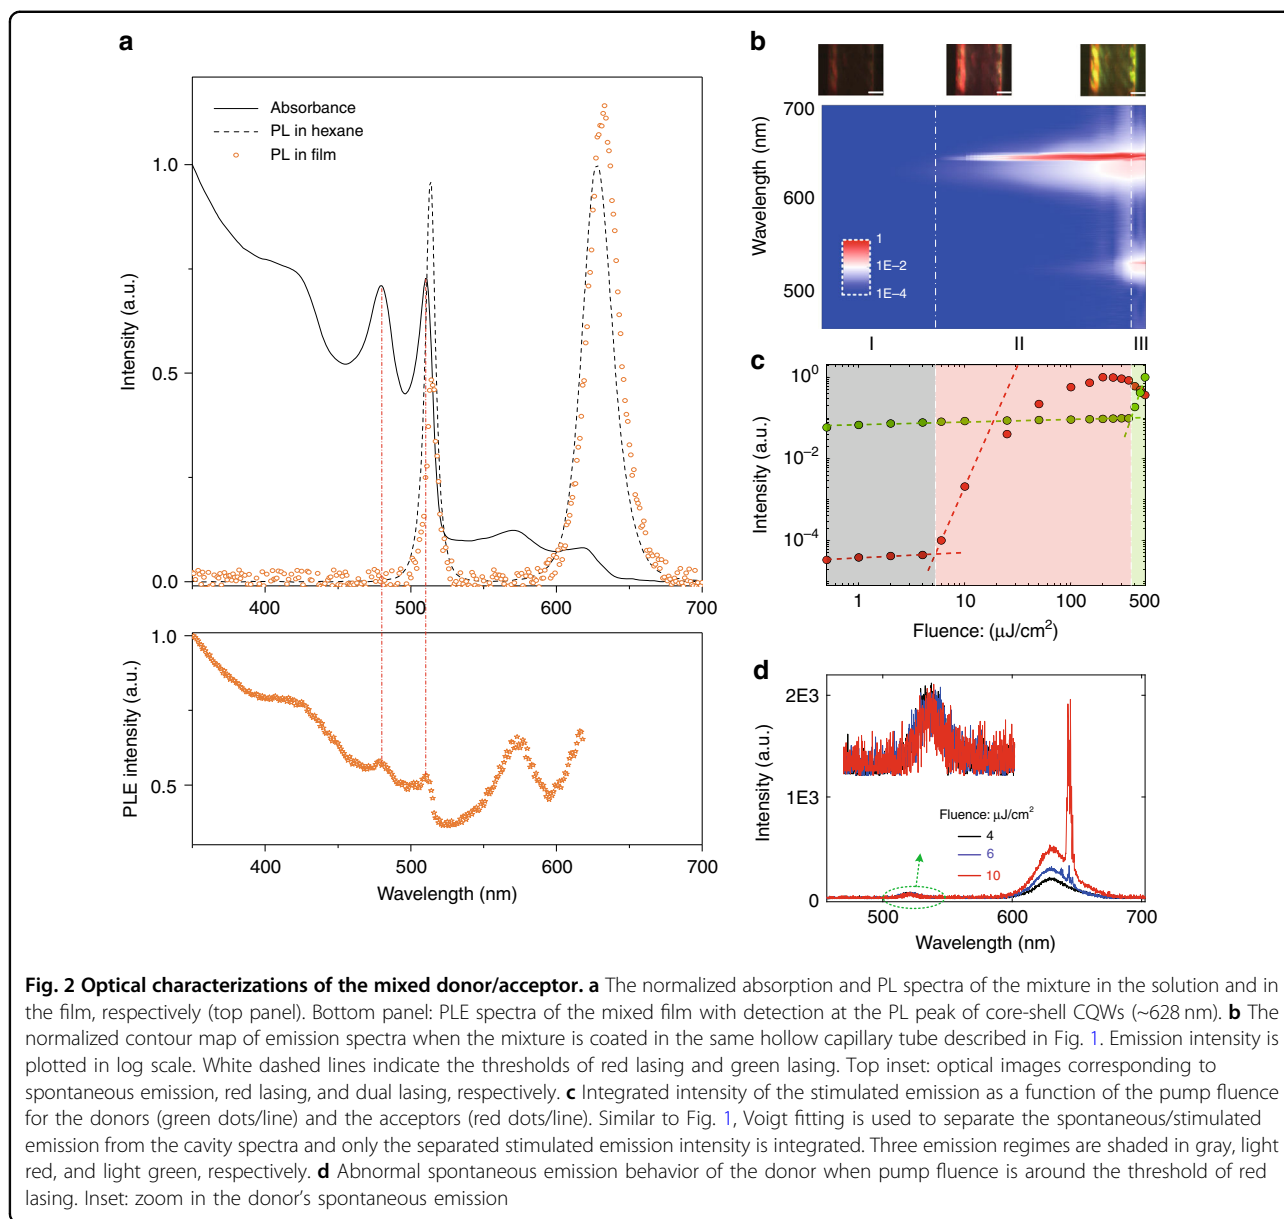 a
Absorbance
PL in hexane
PL in film
Intensity (a.u.)
1.0
0.5
0.0
400
500
600
700
PLE intensity (a.u.)
1.0
0.5
400
500
600
700
Wavelength (nm)
b
Wavelength (nm)
700
600
500
1
1E−2
1E−4
I
II
III
c
Intensity (a.u.)
10⁰
10⁻²
10⁻⁴
1
10
100
500
Fluence: (μJ/cm²)
d
Intensity (a.u.)
2E3
1E3
0
Fluence: μJ/cm²
4
6
10
500
600
700
Wavelength (nm)
Fig. 2 Optical characterizations of the mixed donor/acceptor. a The normalized absorption and PL spectra of the mixture in the solution and in
the film, respectively (top panel). Bottom panel: PLE spectra of the mixed film with detection at the PL peak of core-shell CQWs (~628 nm). b The
normalized contour map of emission spectra when the mixture is coated in the same hollow capillary tube described in Fig. 1. Emission intensity is
plotted in log scale. White dashed lines indicate the thresholds of red lasing and green lasing. Top inset: optical images corresponding to
spontaneous emission, red lasing, and dual lasing, respectively. c Integrated intensity of the stimulated emission as a function of the pump fluence
for the donors (green dots/line) and the acceptors (red dots/line). Similar to Fig. 1, Voigt fitting is used to separate the spontaneous/stimulated
emission from the cavity spectra and only the separated stimulated emission intensity is integrated. Three emission regimes are shaded in gray, light
red, and light green, respectively. d Abnormal spontaneous emission behavior of the donor when pump fluence is around the threshold of red
lasing. Inset: zoom in the donor's spontaneous emission